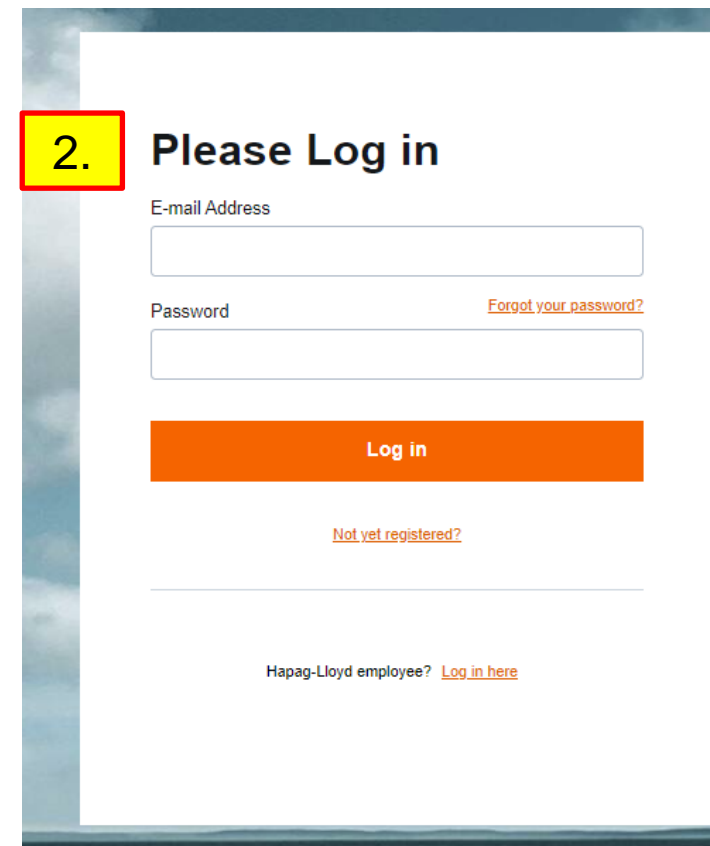 2.
Please Log in
E-mail Address
Password
Forgot your password?
Log in
Not yet registered?
Hapag-Lloyd employee? Log in here